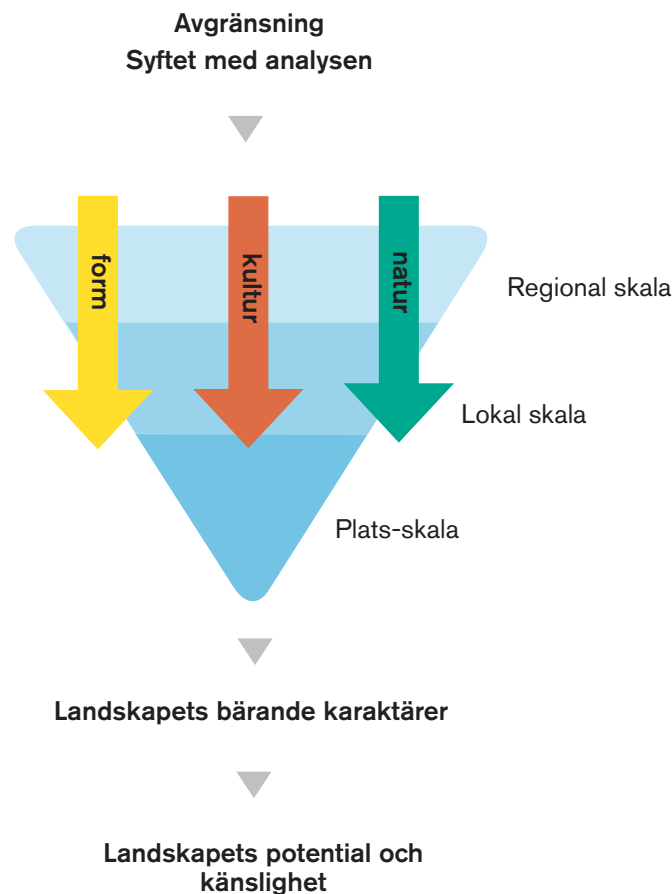 Avgränsning
Syftet med analysen
form
kultur
natur
Regional skala
Lokal skala
Plats-skala
Landskapets bärande karaktärer
Landskapets potential och
känslighet